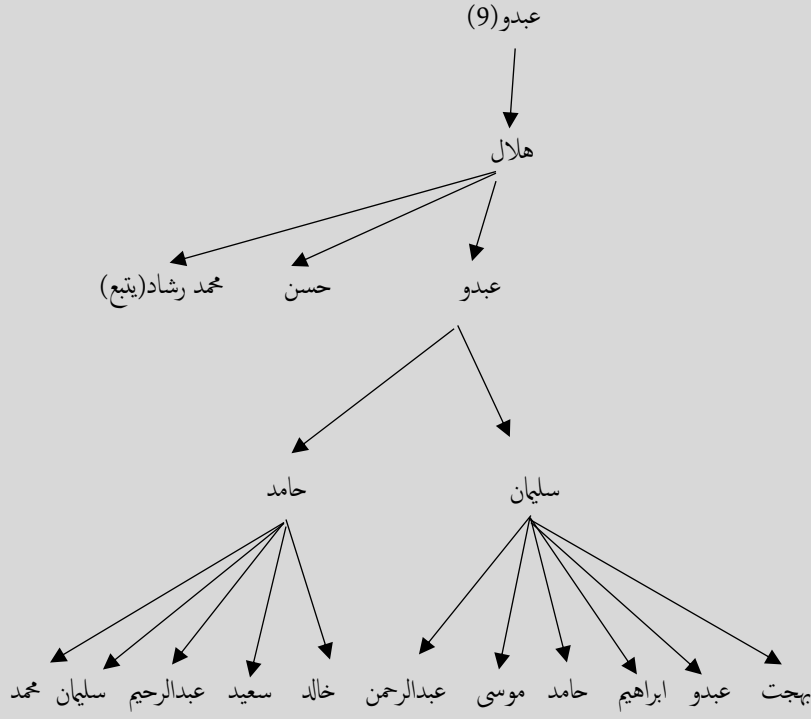 عبدو(9)
هلال
عبدو حسن محمد رشاد(يتبع)
سليمان حامد
بهجت عبدو ابراهيم حامد موسى عبدالرحمن خالد سعيد عبدالرحيم سليمان محمد